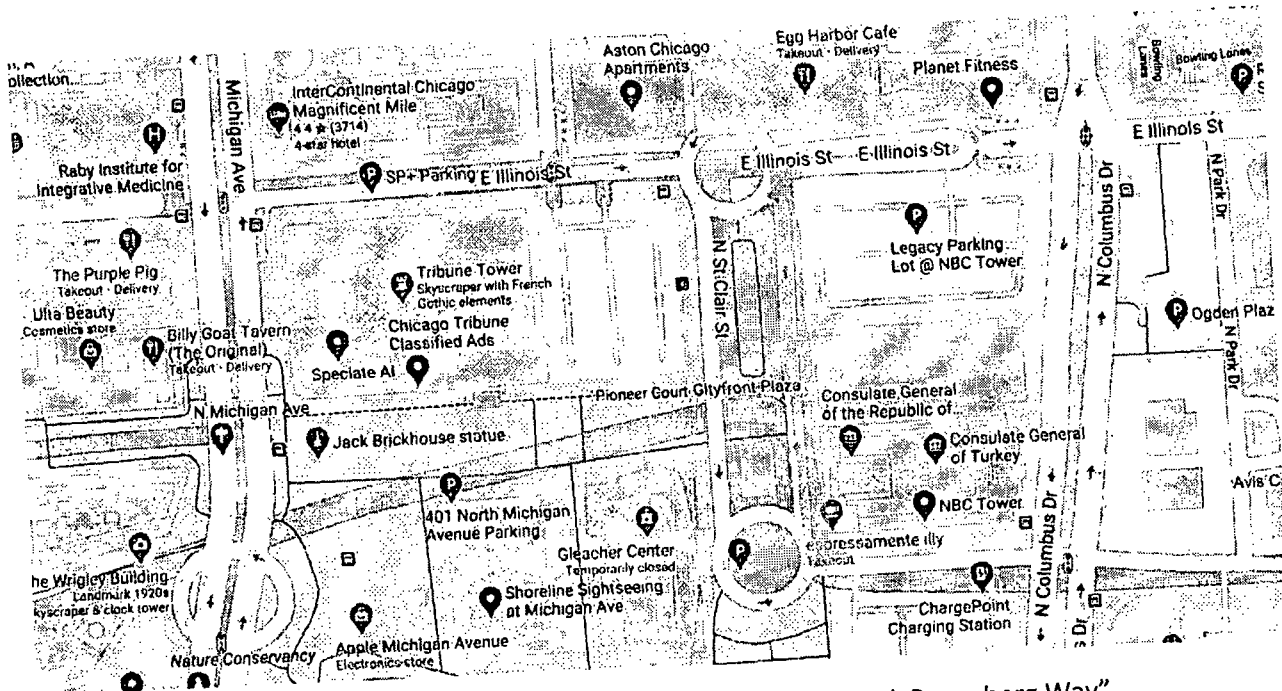 ollection
Michigan Ave
InterContinental Chicago
Magnificent Mile
4.4 ★ (3714)
4-star hotel
Aston Chicago
Apartments
Egg Harbor Cafe
Takeout · Delivery
Planet Fitness
Bowling
Lanes
Bowling Lanes
Raby Institute for
Integrative Medicine
SP+ Parking
E Illinois St
E Illinois St
E Illinois St
E Illinois St
N Columbus Dr
N Park Dr
The Purple Pig
Takeout · Delivery
Tribune Tower
Skyscraper with French
Gothic elements
N St Clair St
Legacy Parking
Lot @ NBC Tower
Ulta Beauty
Cosmetics store
Billy Goat Tavern
(The Original)
Takeout · Delivery
Chicago Tribune
Classified Ads
Speciate AI
Ogden Plaz
N Park Dr
N Michigan Ave
Jack Brickhouse statue
Pioneer Court Cityfront Plaza
Consulate General
of the Republic of...
Consulate General
of Turkey
401 North Michigan
Avenue Parking
Gleacher Center
Temporarily closed
NBC Tower
Avis C
espressamente illy
Takeout
N Columbus Dr
he Wrigley Building
Landmark 1920s
kyscraper & clock tower
Shoreline Sightseeing
at Michigan Ave
ChargePoint
Charging Station
s Dr
Apple Michigan Avenue
Electronics store
Nature Conservancy
Way"